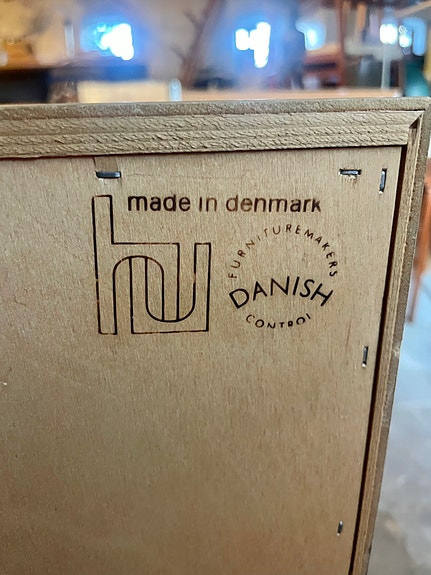 made in denmark
hu
FURNITUREMAKERS
DANISH
CONTROL